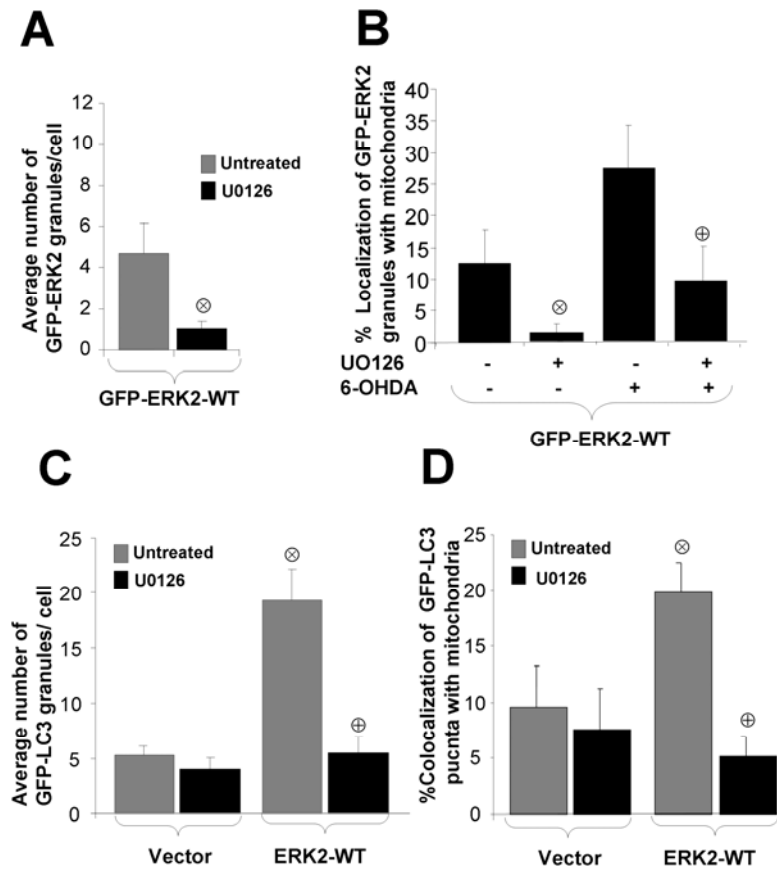 A
Average number of
GFP-ERK2 granules/cell
12
10
8
6
4
2
0
Untreated
U0126
GFP-ERK2-WT
B
% Localization of GFP-ERK2
granules with mitochondria
40
35
30
25
20
15
10
5
0
UO126 - + - +
6-OHDA - - + +
GFP-ERK2-WT
C
Average number of
GFP-LC3 granules/ cell
25
20
15
10
5
0
Untreated
U0126
Vector
ERK2-WT
D
%Colocalization of GFP-LC3
pucnta with mitochondria
25
20
15
10
5
0
Untreated
U0126
Vector
ERK2-WT